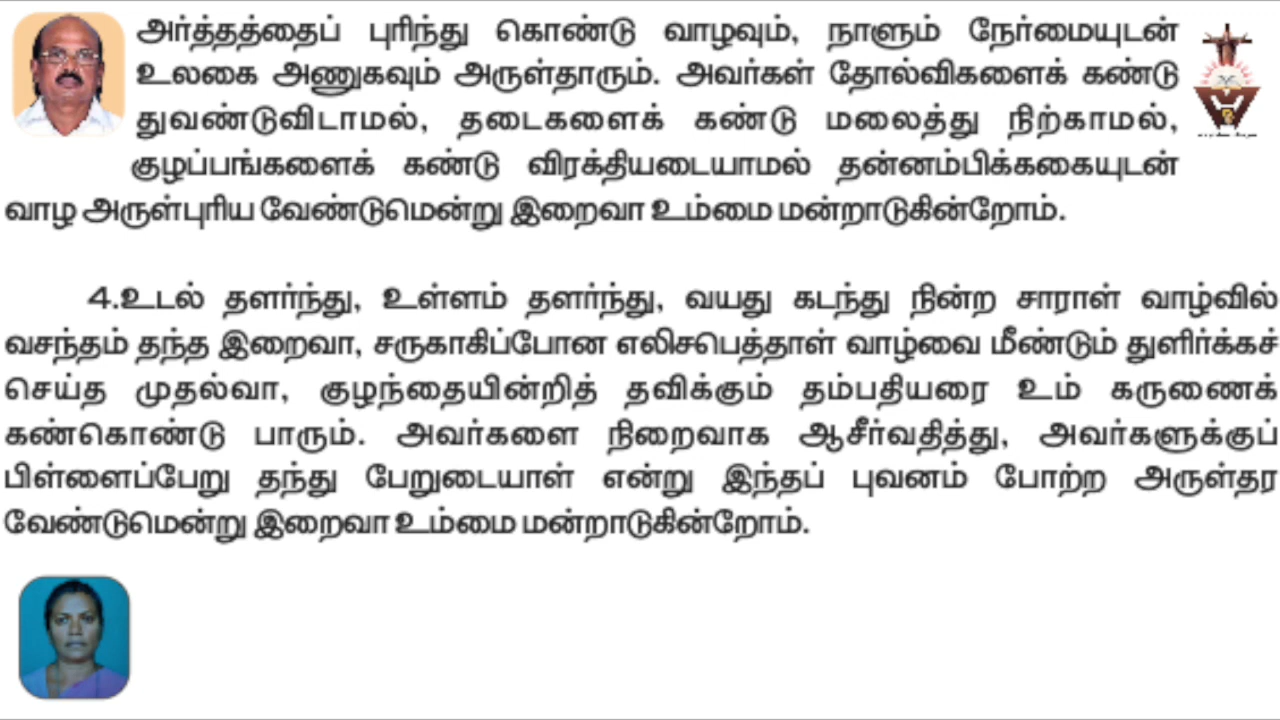 அர்த்தத்தைப் புரிந்து கொண்டு வாழவும், நாளும் நேர்மையுடன்
உலகை அணுகவும் அருள்தாரும். அவர்கள் தோல்விகளைக் கண்டு
துவண்டுவிடாமல், தடைகளைக் கண்டு மலைத்து நிற்காமல்,
குழப்பங்களைக் கண்டு விரக்தியடையாமல் தன்னம்பிக்ககையுடன்
வாழ அருள்புரிய வேண்டுமென்று இறைவா உம்மை மன்றாடுகின்றோம்.
4.உடல் தளர்ந்து, உள்ளம் தளர்ந்து, வயது கடந்து நின்ற சாராள் வாழ்வில்
வசந்தம் தந்த இறைவா, சருகாகிப்போன எலிசபெத்தாள் வாழ்வை மீண்டும் துளிர்க்கச்
செய்த முதல்வா, குழந்தையின்றித் தவிக்கும் தம்பதியரை உம் கருணைக்
கண்கொண்டு பாரும். அவர்களை நிறைவாக ஆசீர்வதித்து, அவர்களுக்குப்
பிள்ளைப்பேறு தந்து பேறுடையாள் என்று இந்தப் புவனம் போற்ற அருள்தர
வேண்டுமென்று இறைவா உம்மை மன்றாடுகின்றோம்.